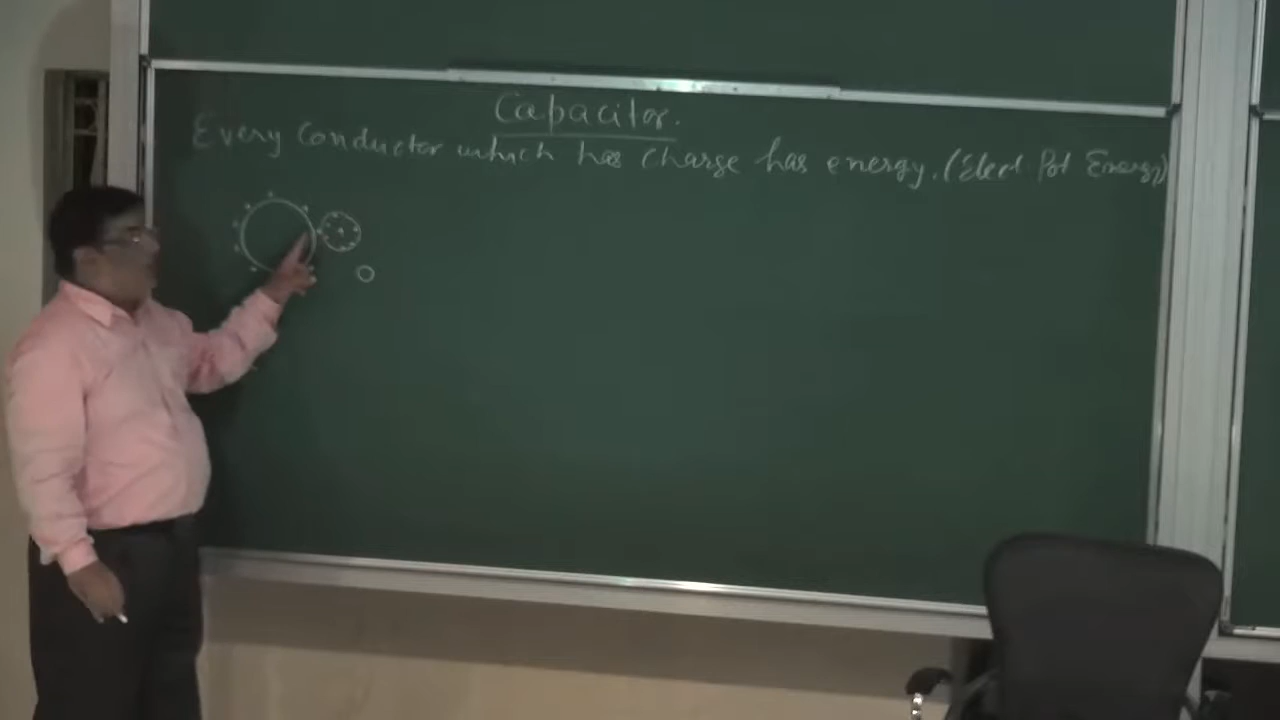 Capacitor.
Every Conductor which has charge has energy. (Elect Pot Energy)